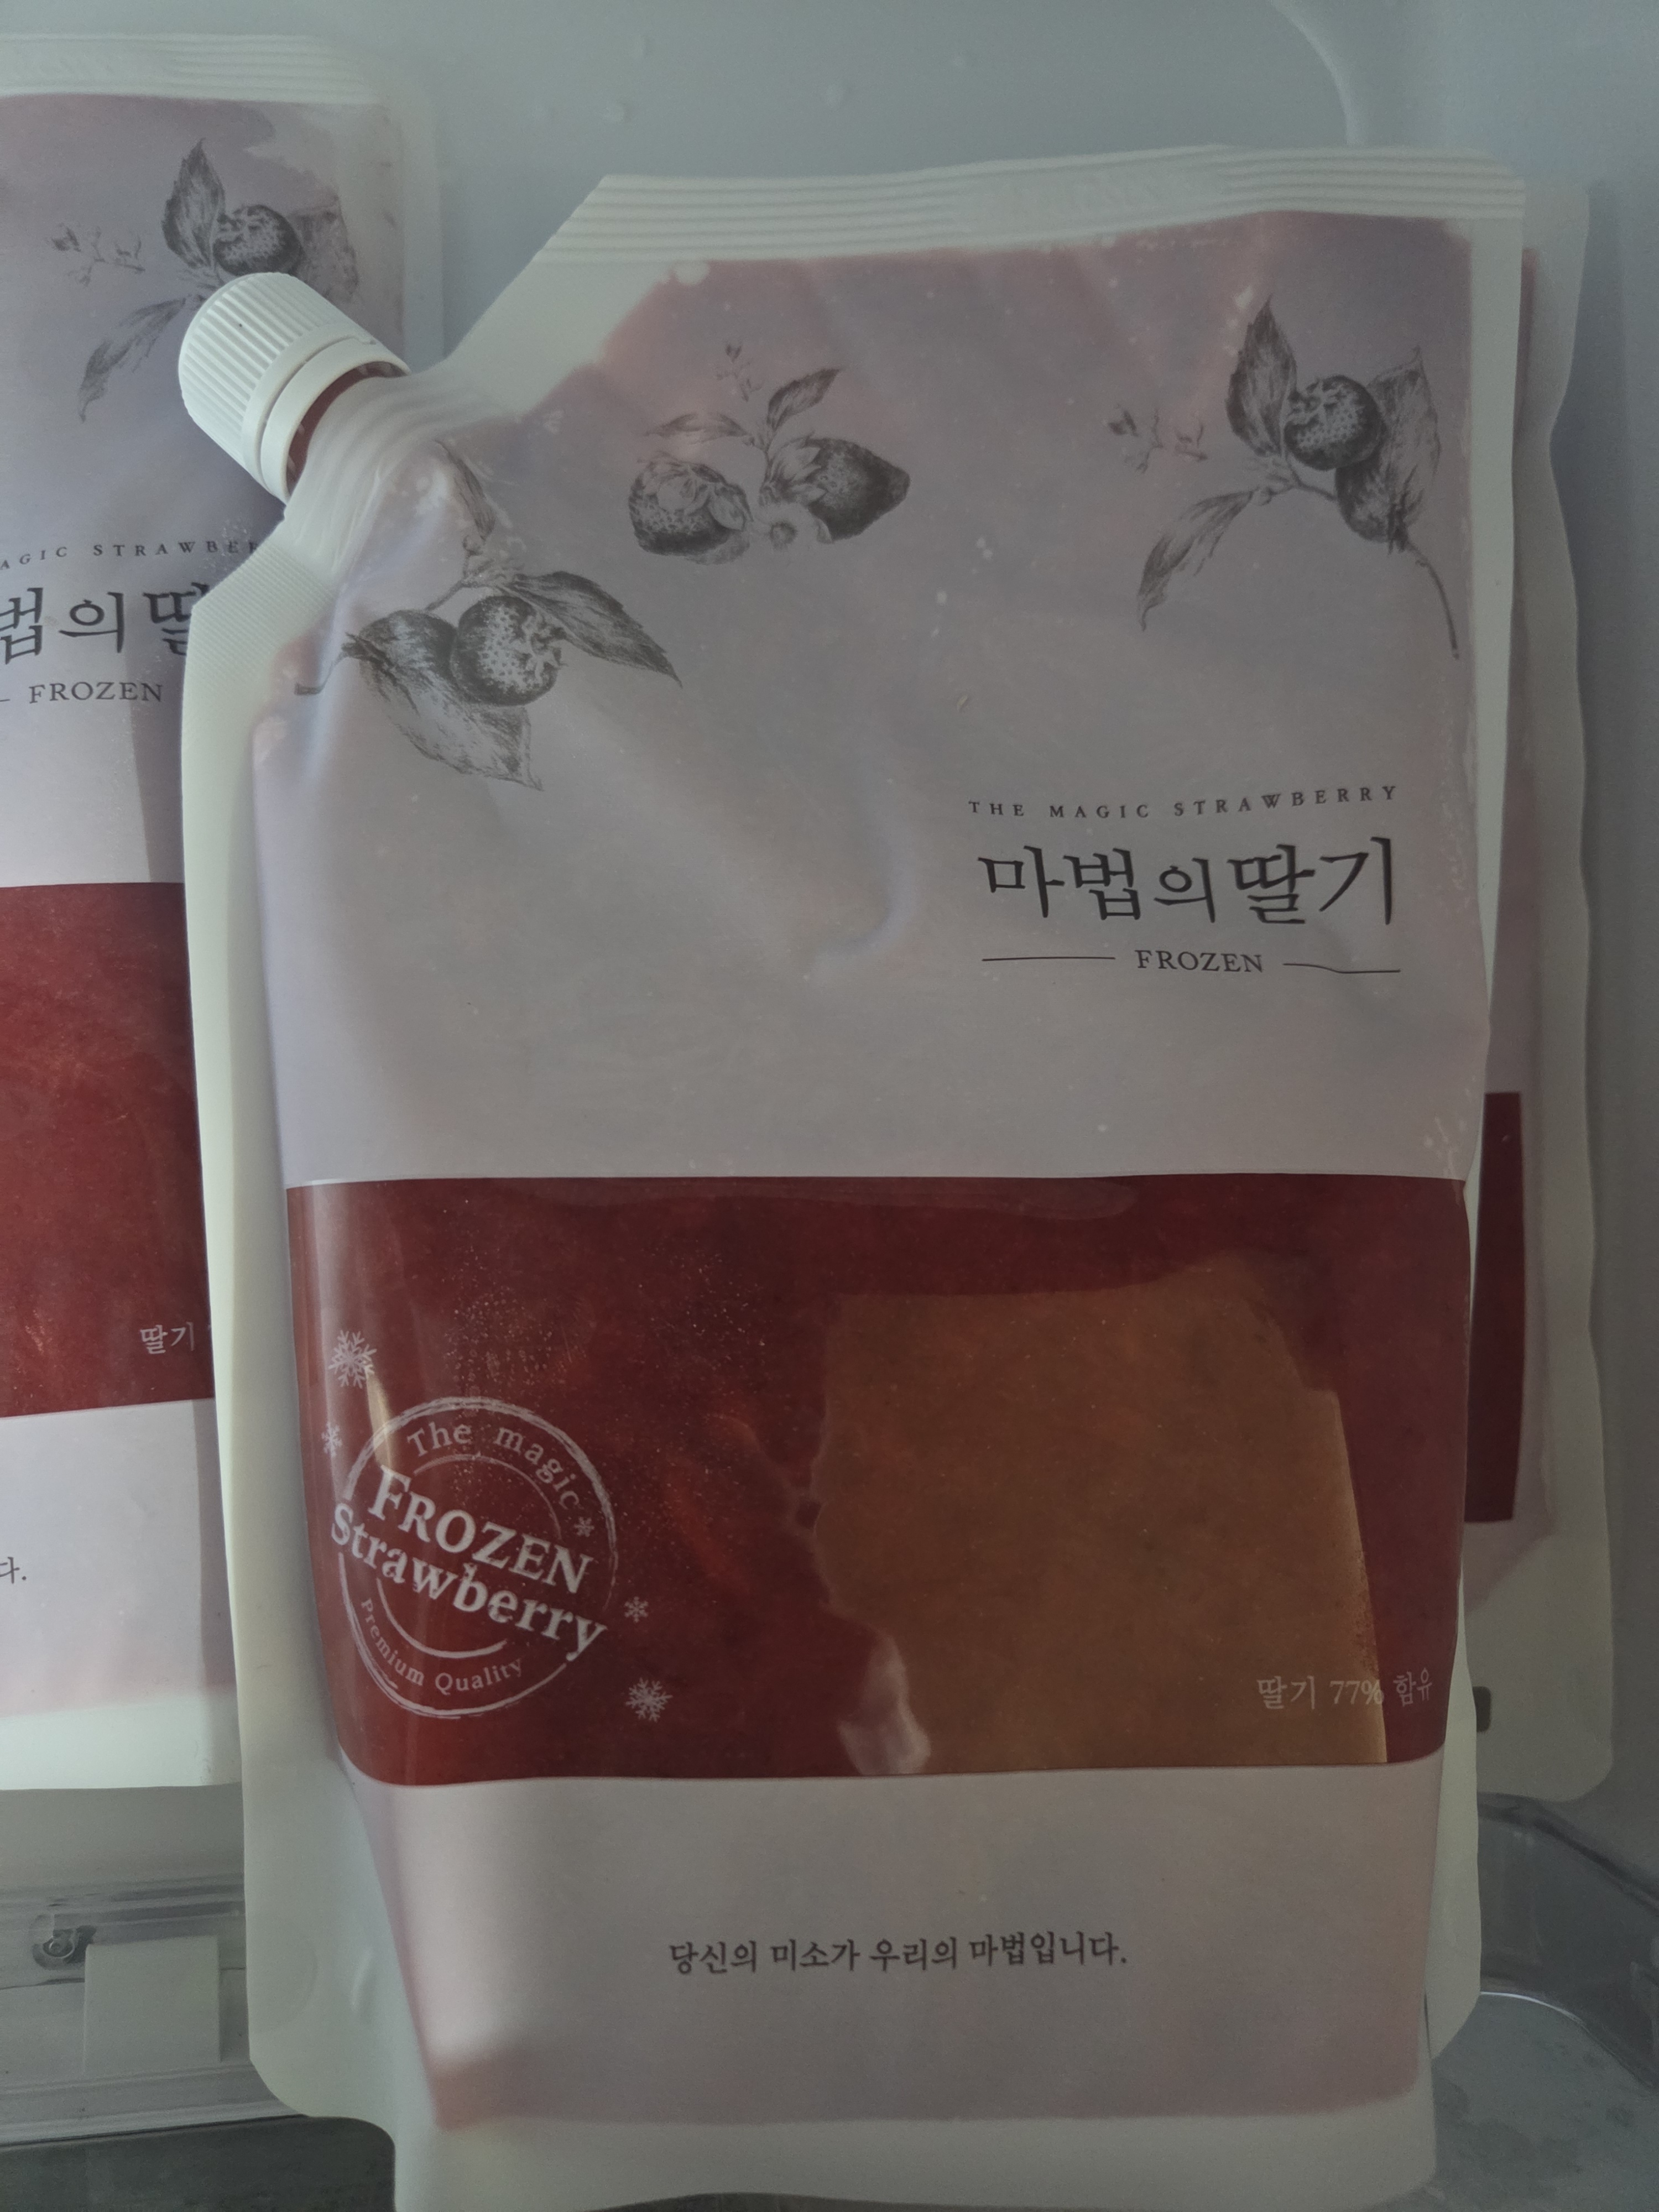 AGIC STRAWBER
법의딸
FROZEN
딸기
다.
THE MAGIC STRAWBERRY
마법의딸기
FROZEN
The magic
FROZEN
Strawberry
Premium Quality
딸기 77% 함유
당신의 미소가 우리의 마법입니다.